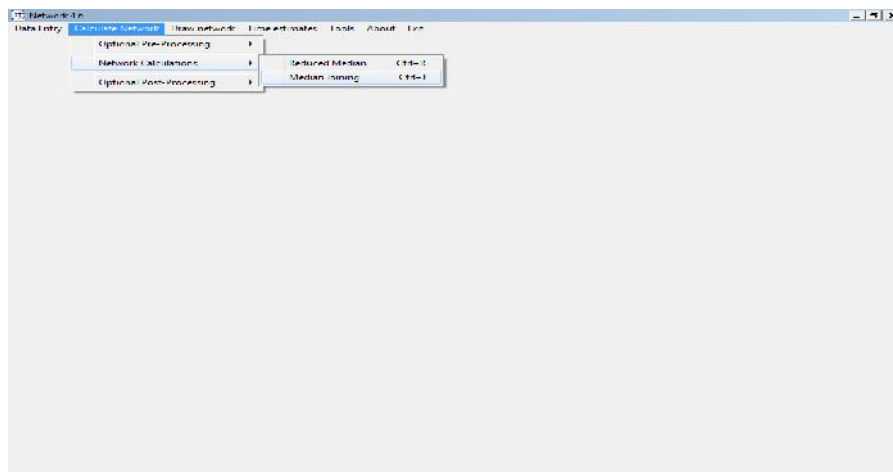 Network 4.6
Data Entry Calculate Network Draw network Time estimates Tools About Exit
Optional Pre-Processing
Network Calculations
Reduced Median Ctrl+R
Median Joining Ctrl+J
Optional Post-Processing